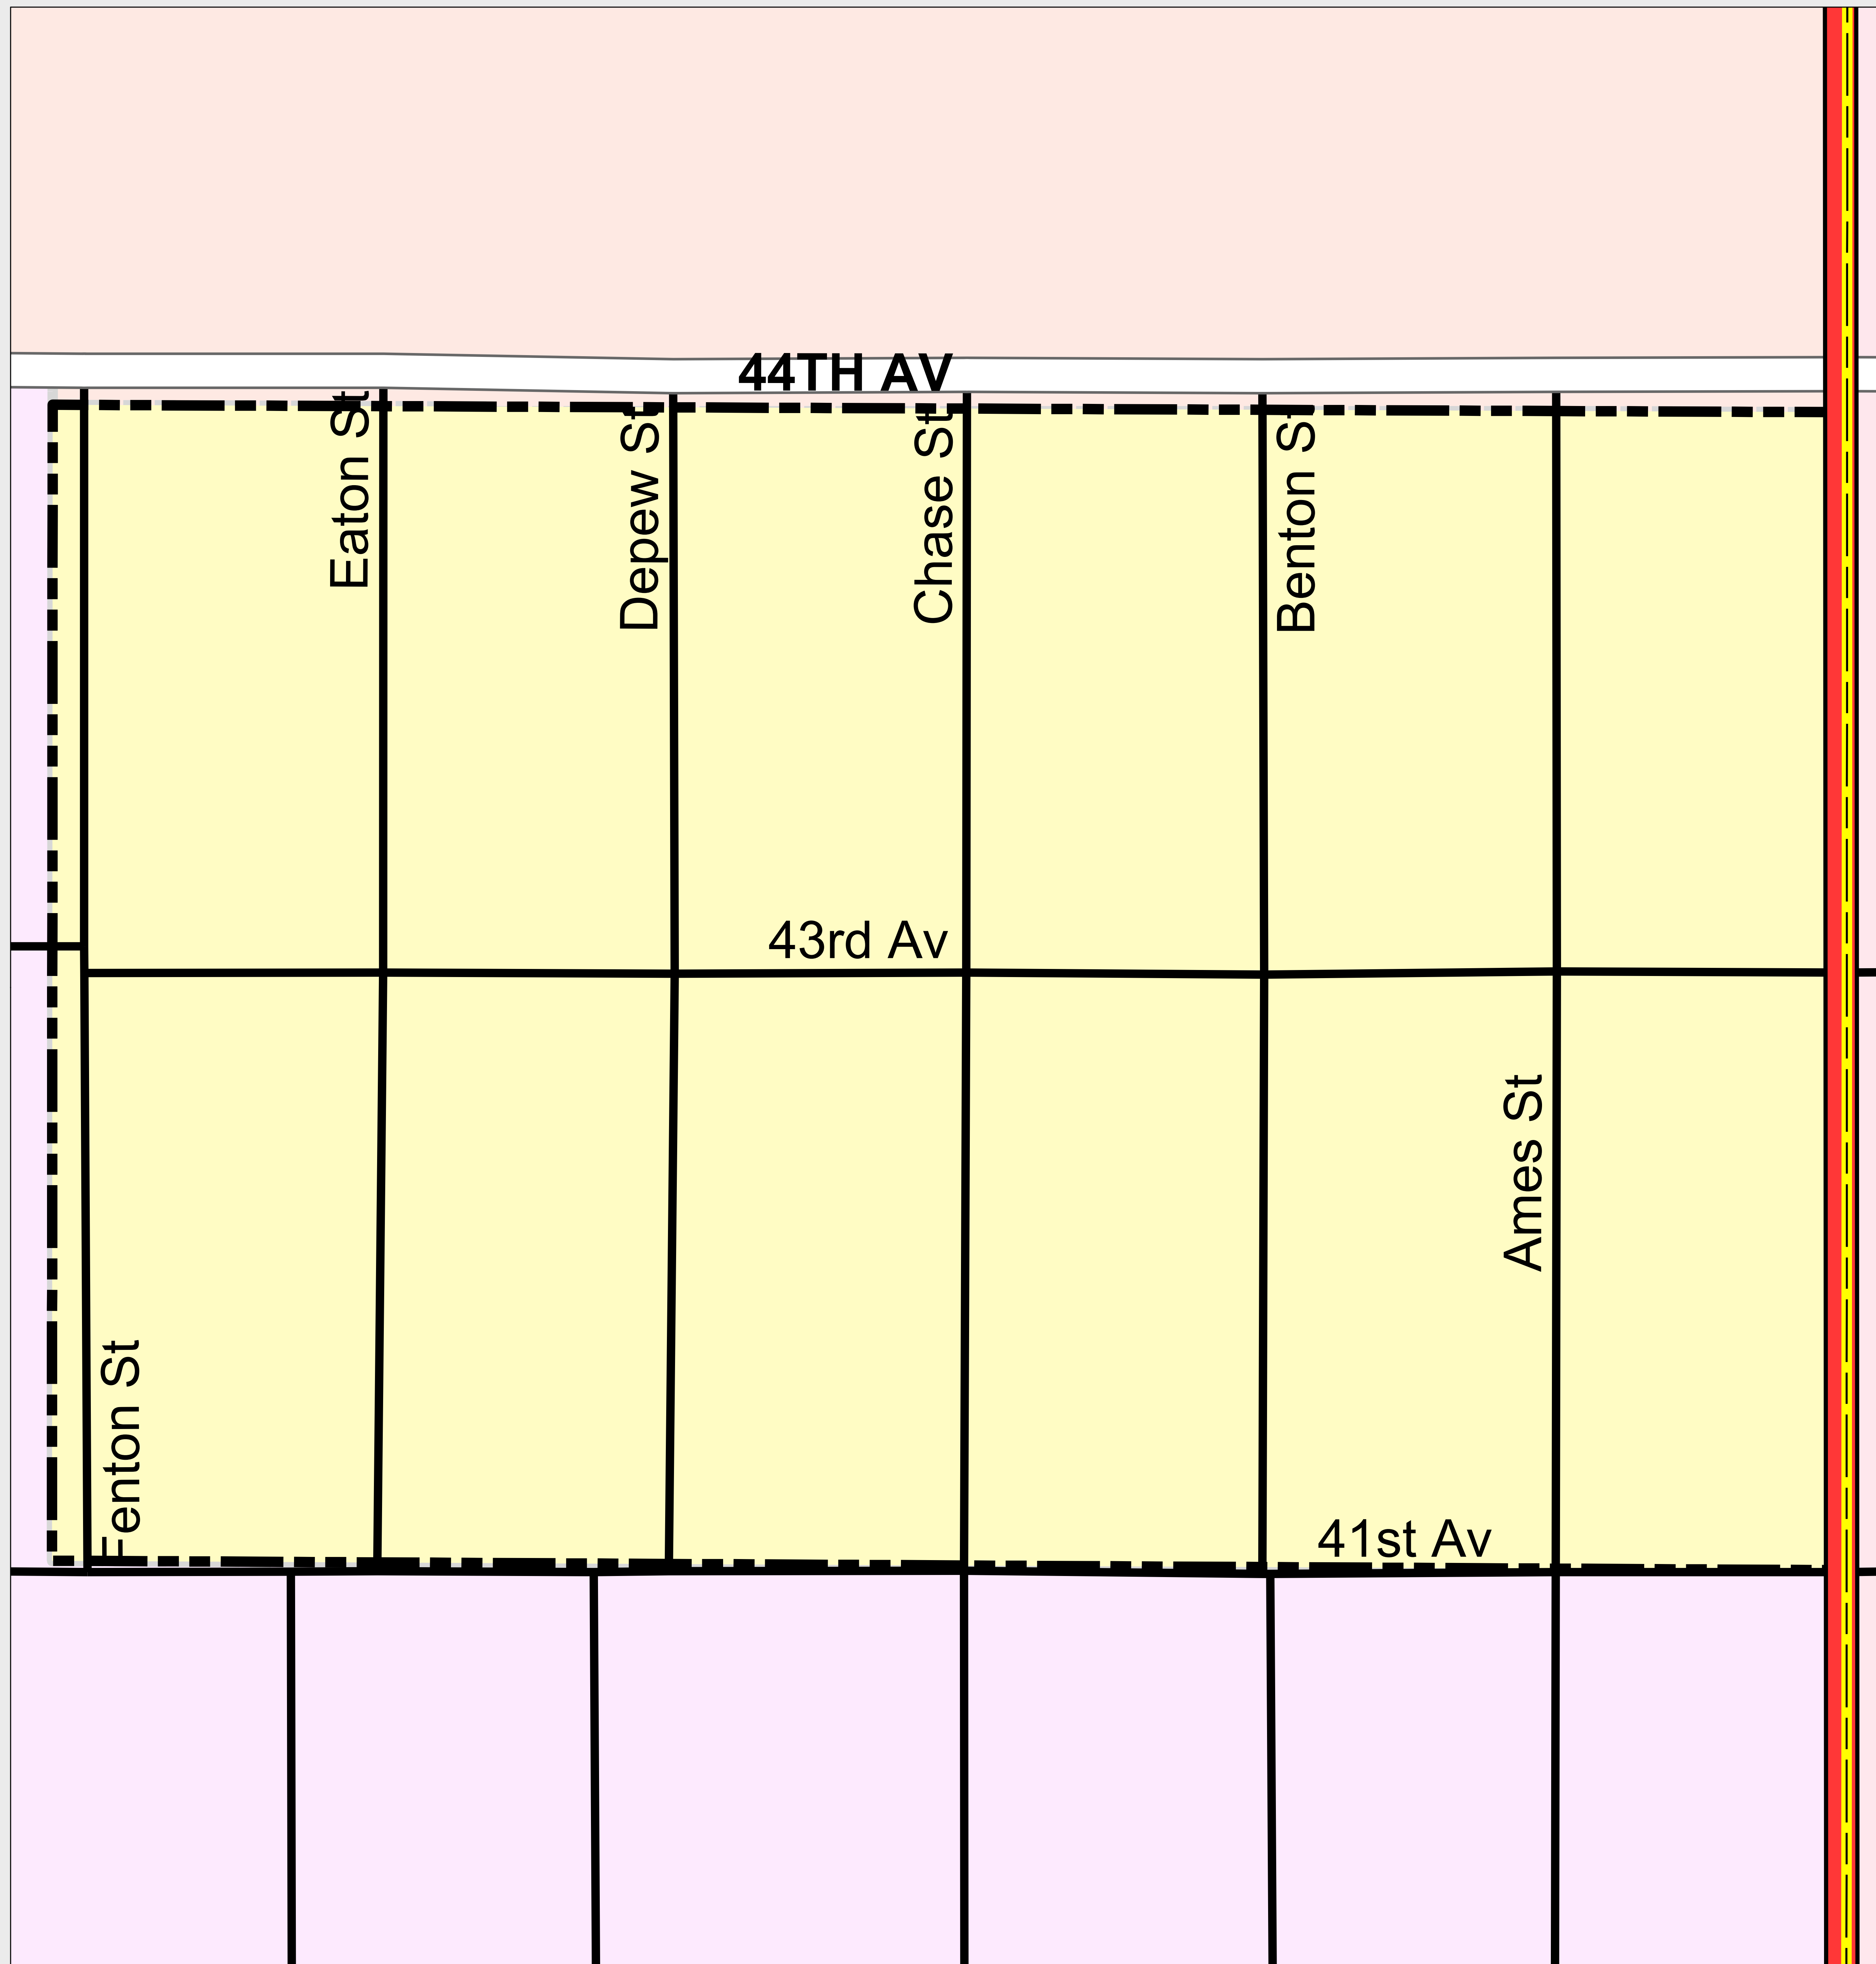 44TH AV
Eaton St
Depew St
Chase St
Benton St
43rd Av
Ames St
Fenton St
41st Av